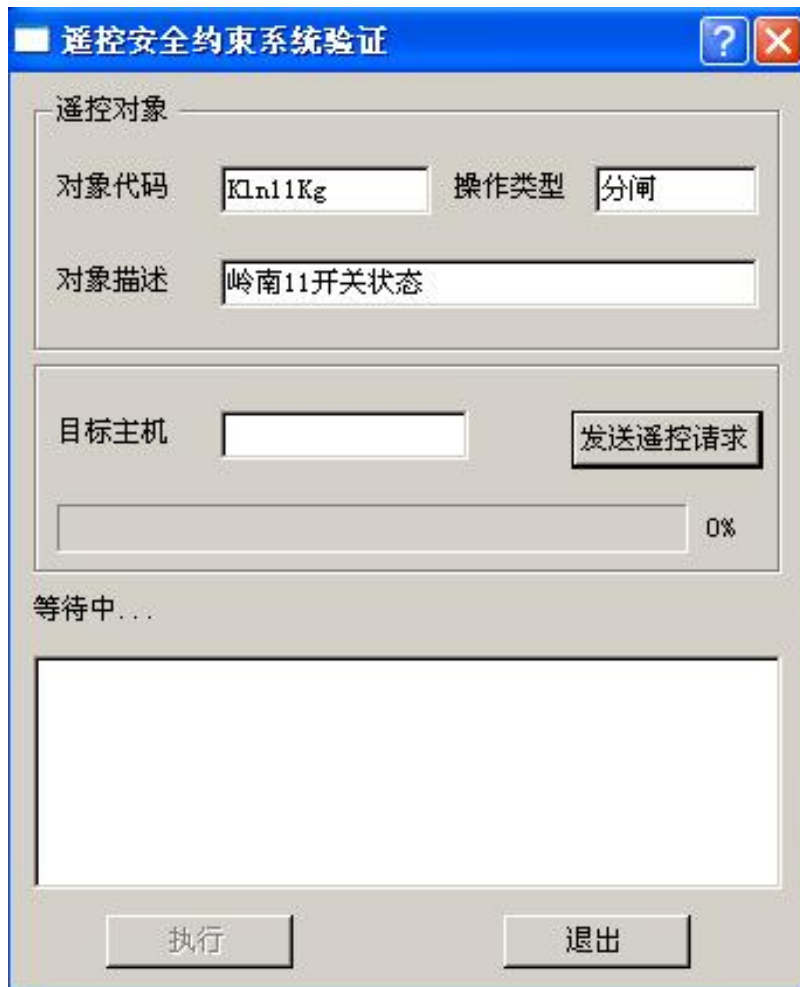 遥控安全约束系统验证
遥控对象
对象代码 Kln11Kg 操作类型 分闸
对象描述 岭南11开关状态
目标主机 发送遥控请求
0%
等待中...
执行 退出